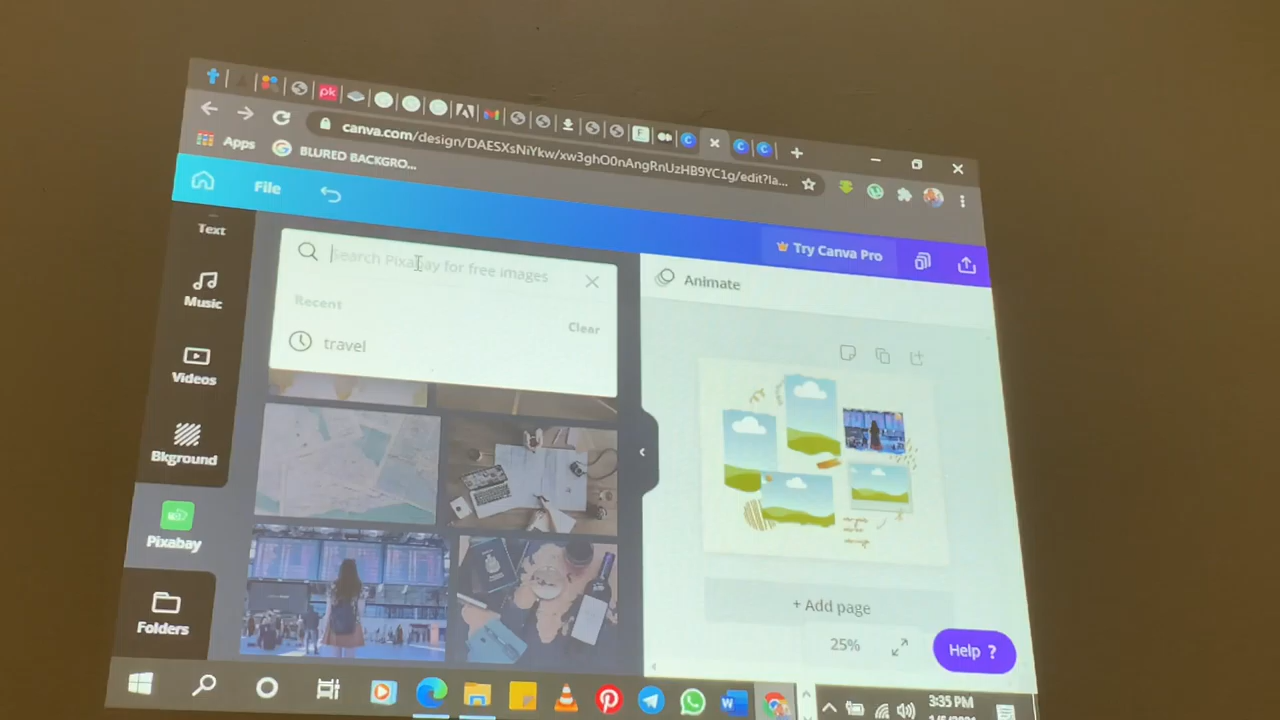 pk
canva.com/design/DAESXsNiYkw/xw3ghO0nAngRnUzHB9YC1g/edit?la...
Apps
BLURED BACKGRO...
File
Try Canva Pro
Text
Music
Videos
Bkground
Pixabay
Folders
Search Pixabay for free images
Recent
Clear
travel
Animate
+ Add page
25%
Help ?
3:35 PM